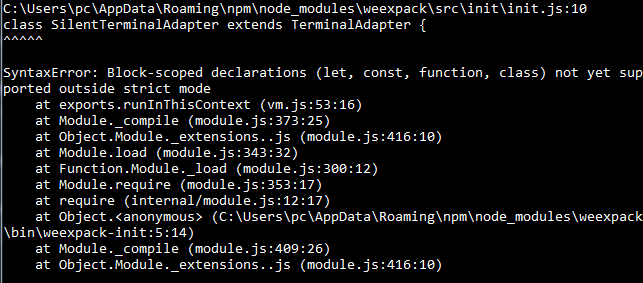 C:\Users\pc\AppData\Roaming\npm\node_modules\weexpack\src\init\init.js:10
class SilentTerminalAdapter extends TerminalAdapter {
^^^^^
SyntaxError: Block-scoped declarations (let, const, function, class) not yet sup
ported outside strict mode
    at exports.runInThisContext (vm.js:53:16)
    at Module._compile (module.js:373:25)
    at Object.Module._extensions..js (module.js:416:10)
    at Module.load (module.js:343:32)
    at Function.Module._load (module.js:300:12)
    at Module.require (module.js:353:17)
    at require (internal/module.js:12:17)
    at Object.<anonymous> (C:\Users\pc\AppData\Roaming\npm\node_modules\weexpack
\bin\weexpack-init:5:14)
    at Module._compile (module.js:409:26)
    at Object.Module._extensions..js (module.js:416:10)